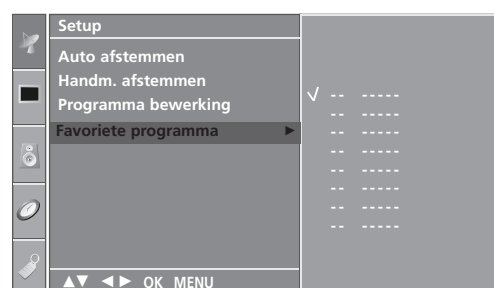 Setup
Auto afstemmen
Handm. afstemmen
Programma bewerking
Favoriete programma ►
√ -- -----
-- -----
-- -----
-- -----
-- -----
-- -----
-- -----
-- -----
▲▼ ◄► OK MENU